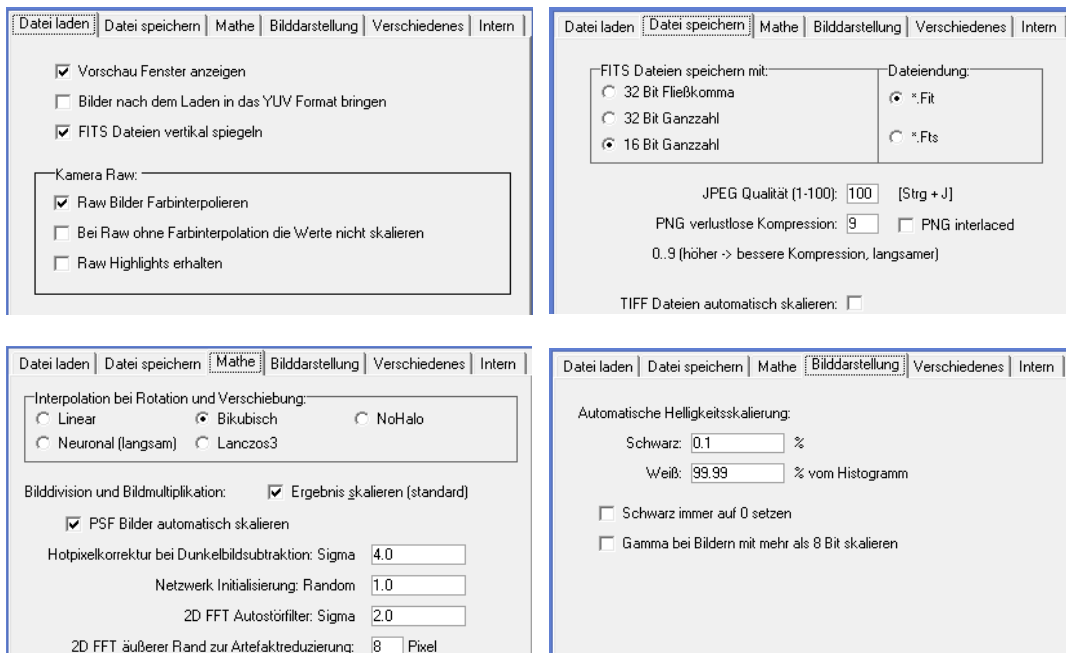 Datei laden Datei speichern Mathe Bilddarstellung Verschiedenes Intern
Vorschau Fenster anzeigen
Bilder nach dem Laden in das YUV Format bringen
FITS Dateien vertikal spiegeln
Kamera Raw:
Raw Bilder Farbinterpolieren
Bei Raw ohne Farbinterpolation die Werte nicht skalieren
Raw Highlights erhalten
Datei laden Datei speichern Mathe Bilddarstellung Verschiedenes Intern
FITS Dateien speichern mit:
32 Bit Fließkomma
32 Bit Ganzzahl
16 Bit Ganzzahl
Dateiendung:
*.Fit
*.Fts
JPEG Qualität (1-100): 100 [Strg + J]
PNG verlustlose Kompression: 9 PNG interlaced
0..9 (höher -> bessere Kompression, langsamer)
TIFF Dateien automatisch skalieren:
Datei laden Datei speichern Mathe Bilddarstellung Verschiedenes Intern
Interpolation bei Rotation und Verschiebung:
Linear Bikubisch NoHalo
Neuronal (langsam) Lanczos3
Bilddivision und Bildmultiplikation: Ergebnis skalieren (standard)
PSF Bilder automatisch skalieren
Hotpixelkorrektur bei Dunkelbildsubtraktion: Sigma 4.0
Netzwerk Initialisierung: Random 1.0
2D FFT Autostörfilter: Sigma 2.0
2D FFT äußerer Rand zur Artefaktreduzierung: 8 Pixel
Datei laden Datei speichern Mathe Bilddarstellung Verschiedenes Intern
Automatische Helligkeitsskalierung:
Schwarz: 0.1 %
Weiß: 99.99 % vom Histogramm
Schwarz immer auf 0 setzen
Gamma bei Bildern mit mehr als 8 Bit skalieren